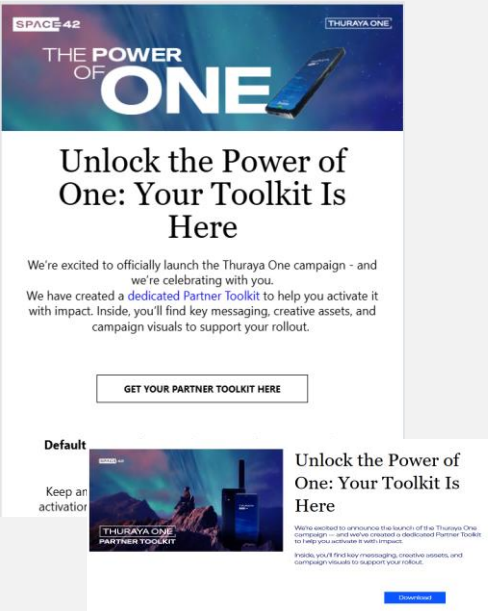 SPACE42
THURAYA ONE
THE POWER
OF ONE
Unlock the Power of
One: Your Toolkit Is
Here
We're excited to officially launch the Thuraya One campaign - and
we're celebrating with you.
We have created a dedicated Partner Toolkit to help you activate it
with impact. Inside, you'll find key messaging, creative assets, and
campaign visuals to support your rollout.
GET YOUR PARTNER TOOLKIT HERE
Default
Keep an
activation
SPACE42
THURAYA ONE
PARTNER TOOLKIT
Unlock the Power of
One: Your Toolkit Is
Here
We're excited to announce the launch of the Thuraya One
campaign — and we've created a dedicated Partner Toolkit
to help you activate it with impact.
Inside, you'll find key messaging, creative assets, and
campaign visuals to support your rollout.
Download